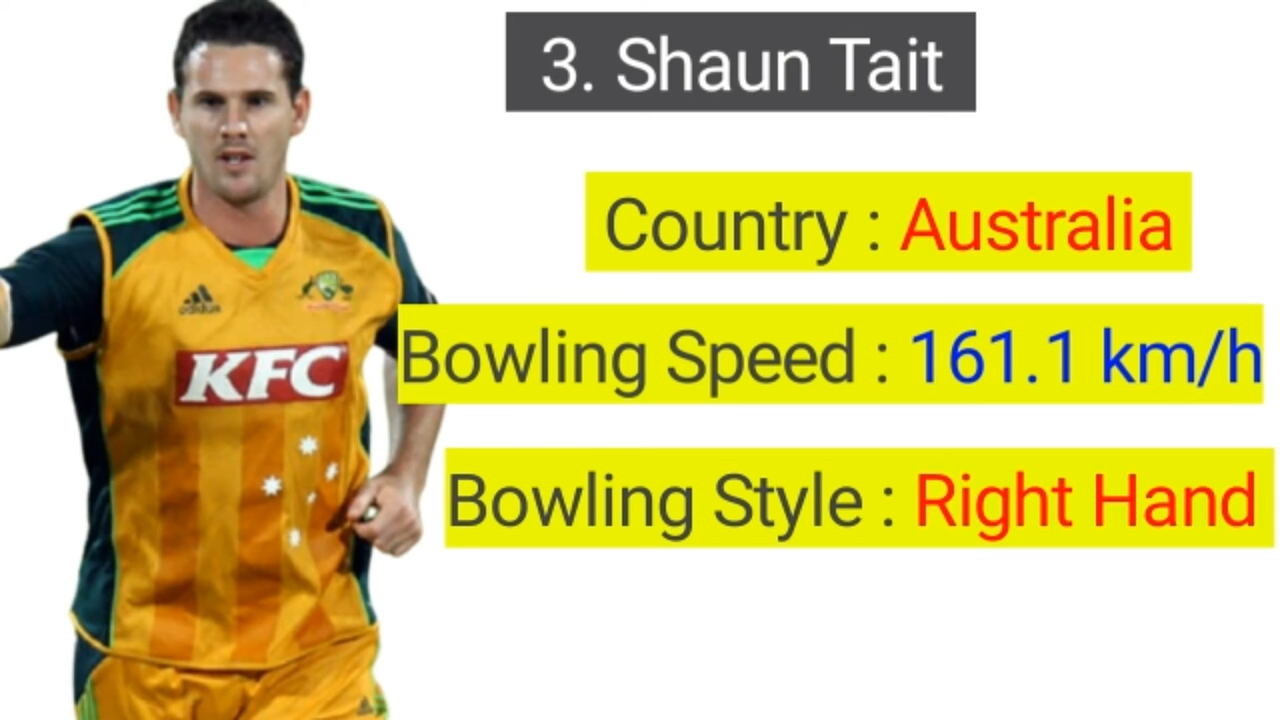 3. Shaun Tait
Country : Australia
Bowling Speed : 161.1 km/h
Bowling Style : Right Hand
adidas
KFC